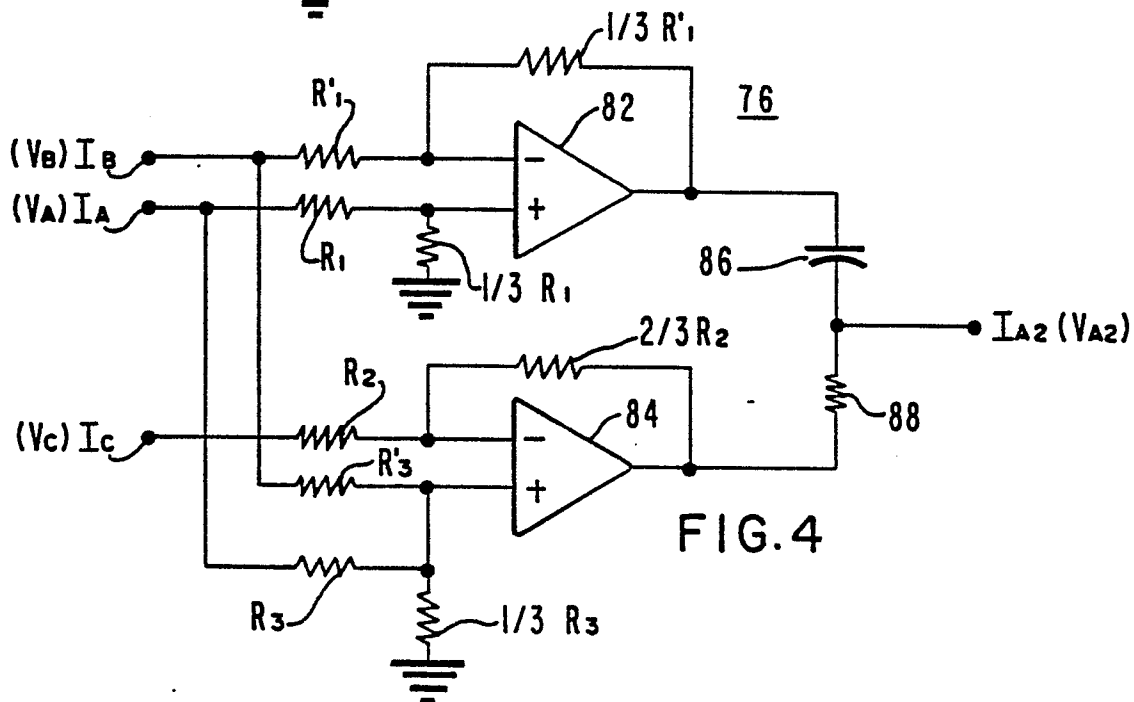 1/3 R'1
76
R'1
82
(VB) IB
(VA) IA
R1
1/3 R1
86
IA2 (VA2)
2/3 R2
R2
84
88
(VC) IC
R'3
FIG. 4
R3
1/3 R3